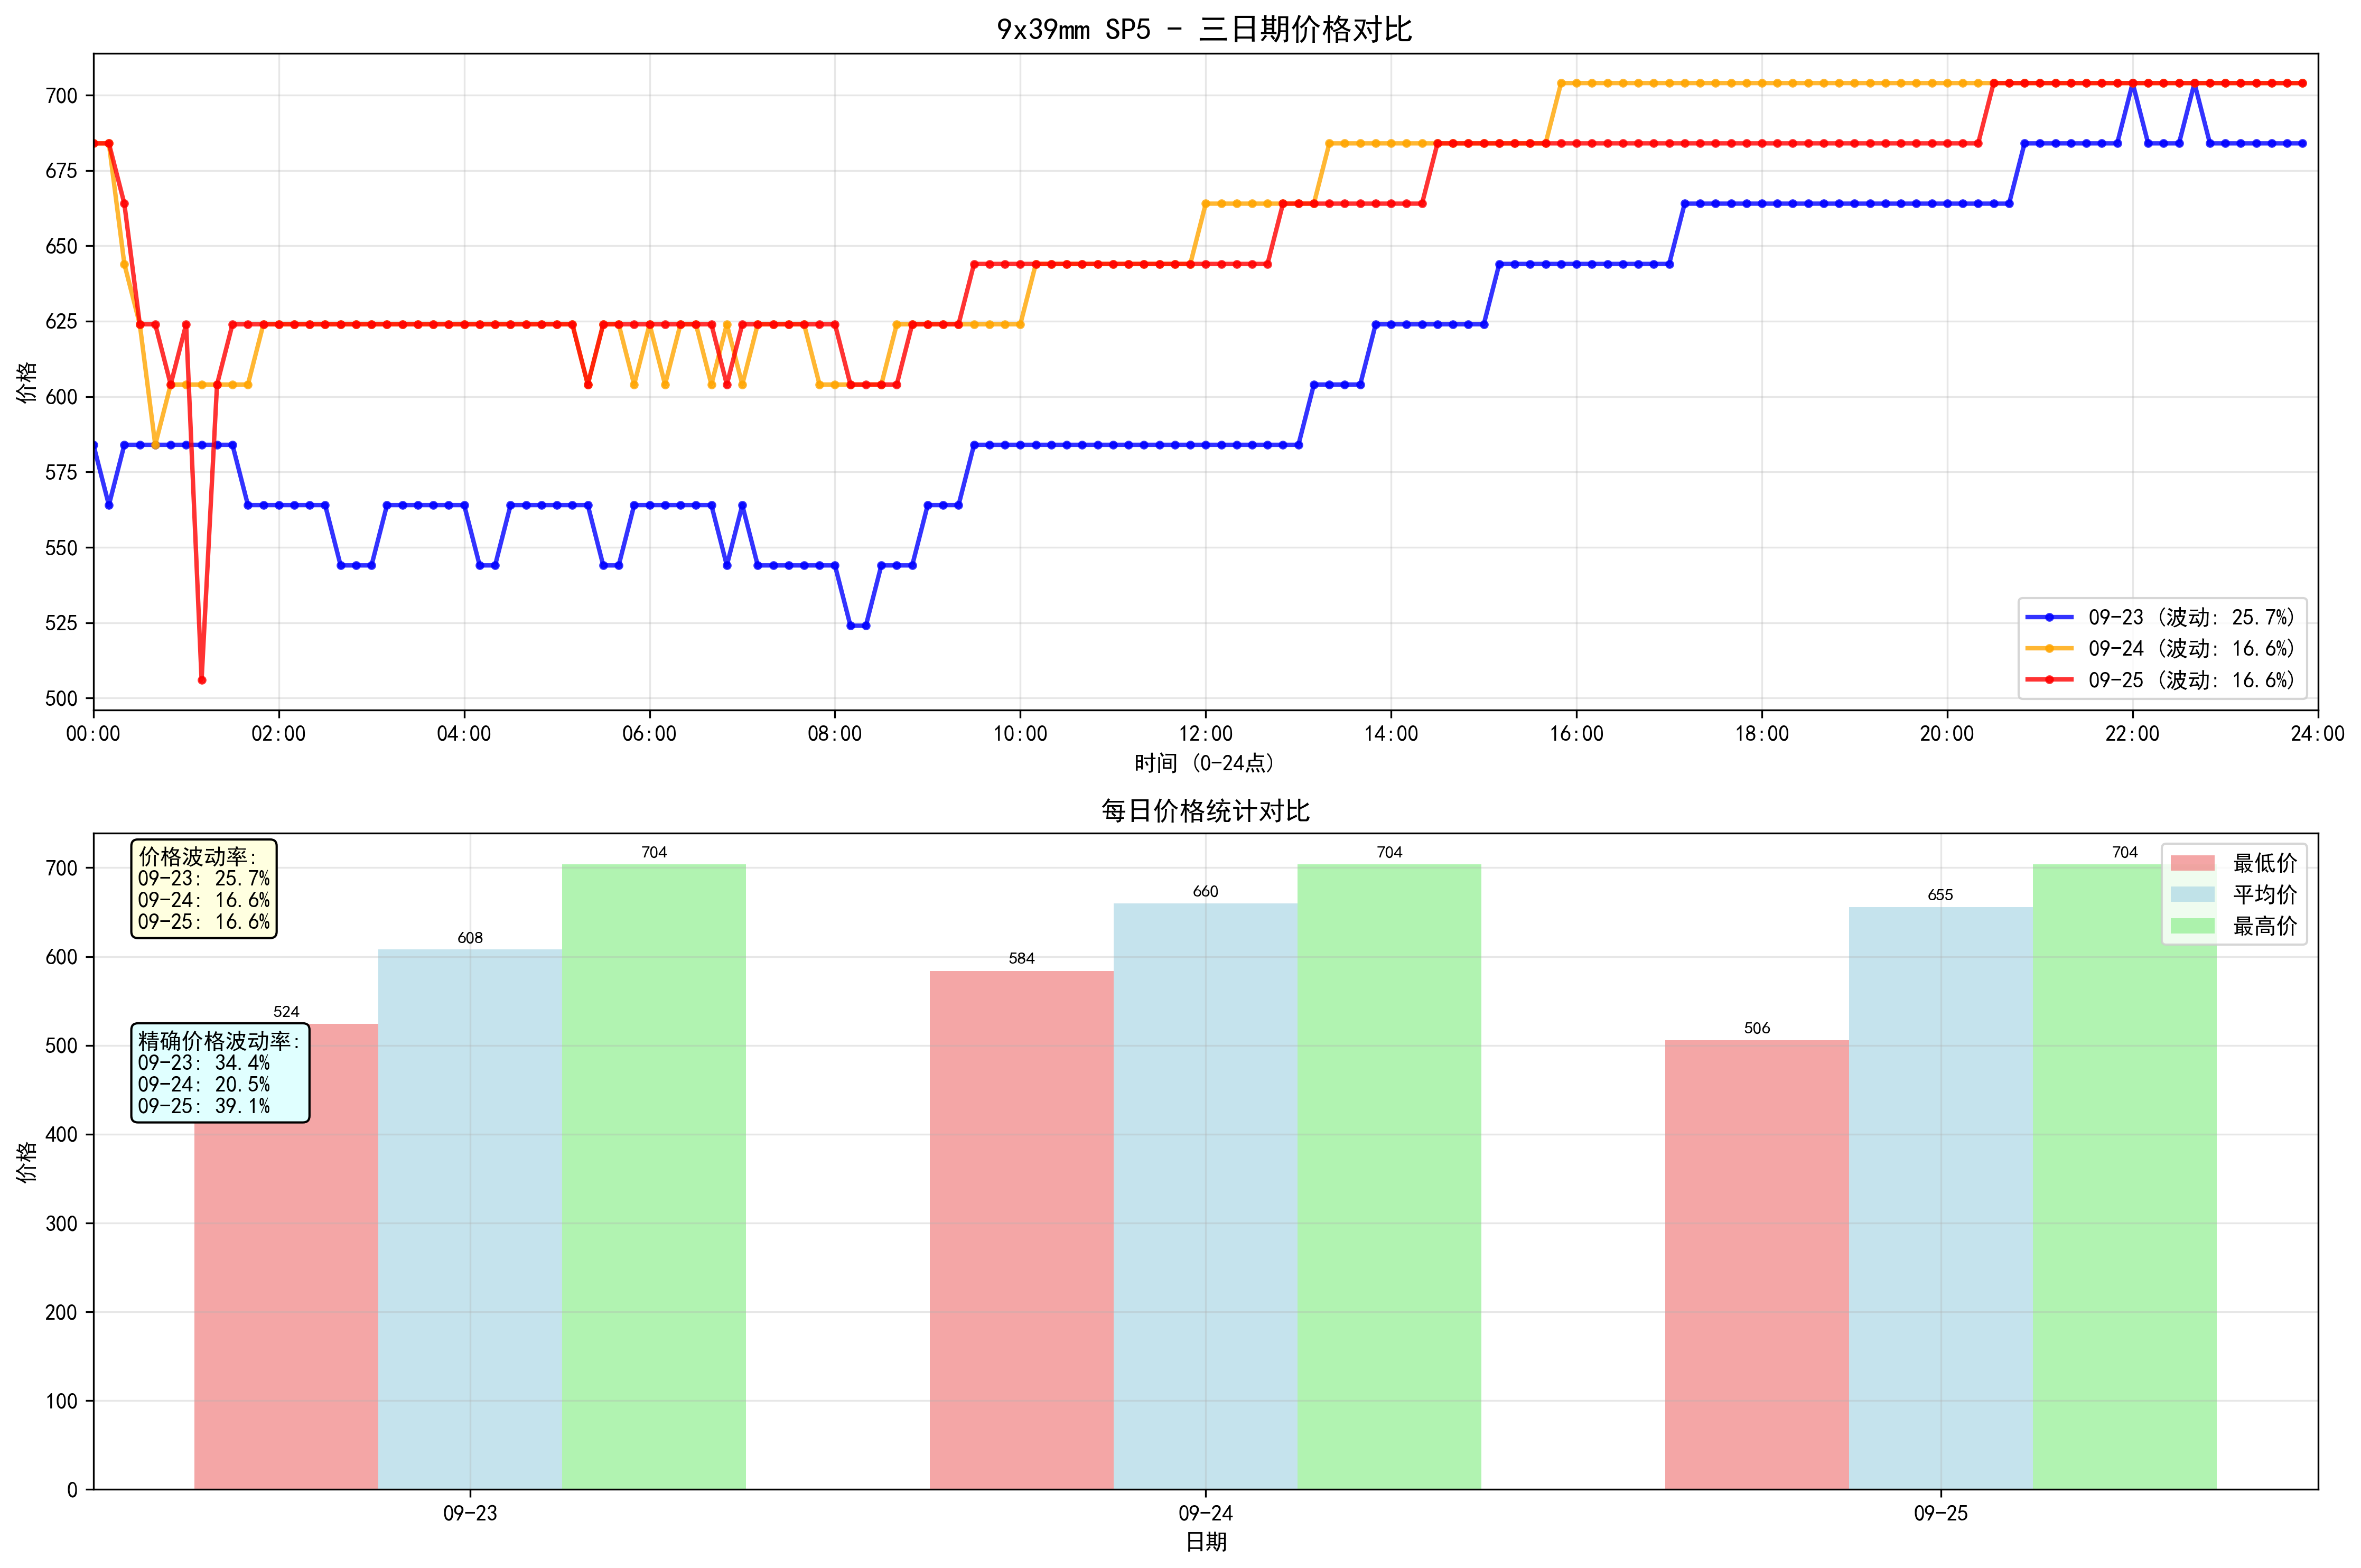 9x39mm SP5 - 三日期价格对比
价格
700
675
650
625
600
575
550
525
500
09-23 (波动: 25.7%)
09-24 (波动: 16.6%)
09-25 (波动: 16.6%)
00:00 02:00 04:00 06:00 08:00 10:00 12:00 14:00 16:00 18:00 20:00 22:00 24:00
时间 (0-24点)
每日价格统计对比
价格
700
600
500
400
300
200
100
0
价格波动率:
09-23: 25.7%
09-24: 16.6%
09-25: 16.6%
精确价格波动率:
09-23: 34.4%
09-24: 20.5%
09-25: 39.1%
524
608
704
584
660
704
506
655
704
最低价
平均价
最高价
09-23 09-24 09-25
日期